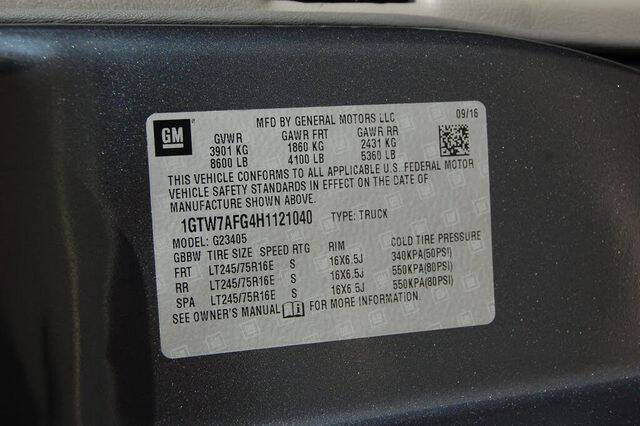 MFD BY GENERAL MOTORS LLC 09/16
GM GVWR GAWR FRT GAWR RR
3901 KG 1860 KG 2431 KG
8600 LB 4100 LB 5360 LB
THIS VEHICLE CONFORMS TO ALL APPLICABLE U.S. FEDERAL MOTOR
VEHICLE SAFETY STANDARDS IN EFFECT ON THE DATE OF
MANUFACTURE SHOWN ABOVE.
1GTW7AFG4H1121040 TYPE: TRUCK
MODEL: G23405
GBBW TIRE SIZE SPEED RTG RIM COLD TIRE PRESSURE
FRT LT245/75R16E S 16X6.5J 340KPA(50PSI)
RR LT245/75R16E S 16X6.5J 550KPA(80PSI)
SPA LT245/75R16E S 16X6.5J 550KPA(80PSI)
SEE OWNER'S MANUAL i FOR MORE INFORMATION.